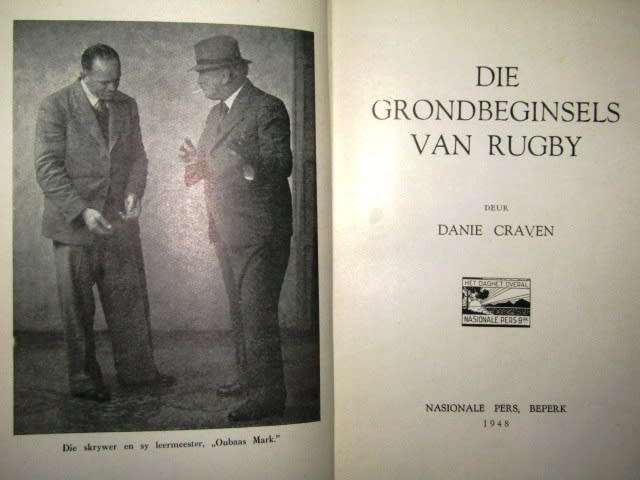 Die skrywer en sy leermeester, „Oubaas Mark."
DIE
GRONDBEGINSELS
VAN RUGBY
DEUR
DANIE CRAVEN
HET DAGHET OVERAL
NASIONALE PERS BPK
NASIONALE PERS, BEPERK
1948